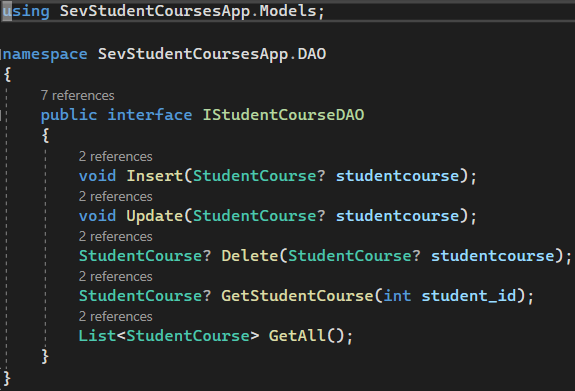 using SevStudentCoursesApp.Models;
namespace SevStudentCoursesApp.DAO
{
7 references
public interface IStudentCourseDAO
{
2 references
void Insert(StudentCourse? studentcourse);
2 references
void Update(StudentCourse? studentcourse);
2 references
StudentCourse? Delete(StudentCourse? studentcourse);
2 references
StudentCourse? GetStudentCourse(int student_id);
2 references
List<StudentCourse> GetAll();
}
}